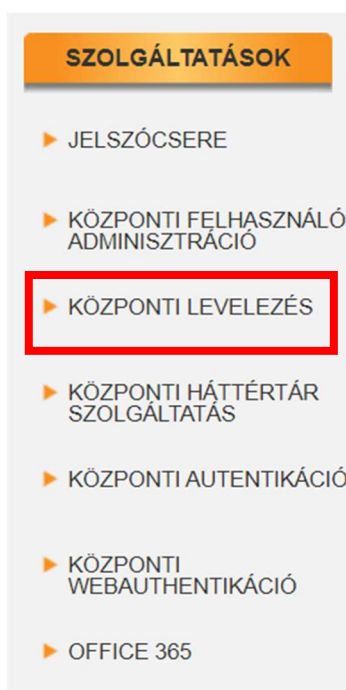 SZOLGÁLTATÁSOK
JELSZÓCSERE
KÖZPONTI FELHASZNÁLÓ
ADMINISZTRÁCIÓ
KÖZPONTI LEVELEZÉS
KÖZPONTI HÁTTÉRTÁR
SZOLGÁLTATÁS
KÖZPONTI AUTENTIKÁCIÓ
KÖZPONTI
WEBAUTHENTIKÁCIÓ
OFFICE 365